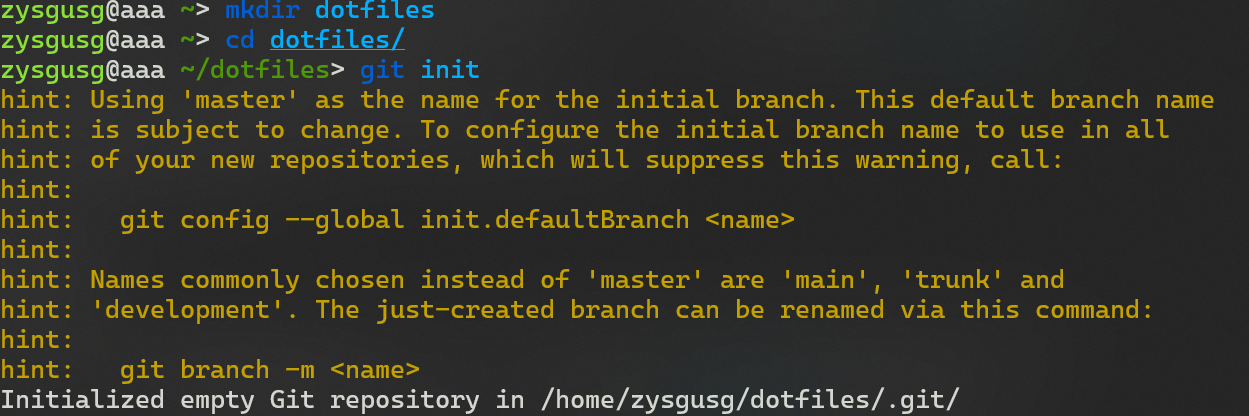 zysgusg@aaa ~> mkdir dotfiles
zysgusg@aaa ~> cd dotfiles/
zysgusg@aaa ~/dotfiles> git init
hint: Using 'master' as the name for the initial branch. This default branch name
hint: is subject to change. To configure the initial branch name to use in all
hint: of your new repositories, which will suppress this warning, call:
hint:
hint:   git config --global init.defaultBranch <name>
hint:
hint: Names commonly chosen instead of 'master' are 'main', 'trunk' and
hint: 'development'. The just-created branch can be renamed via this command:
hint:
hint:   git branch -m <name>
Initialized empty Git repository in /home/zysgusg/dotfiles/.git/